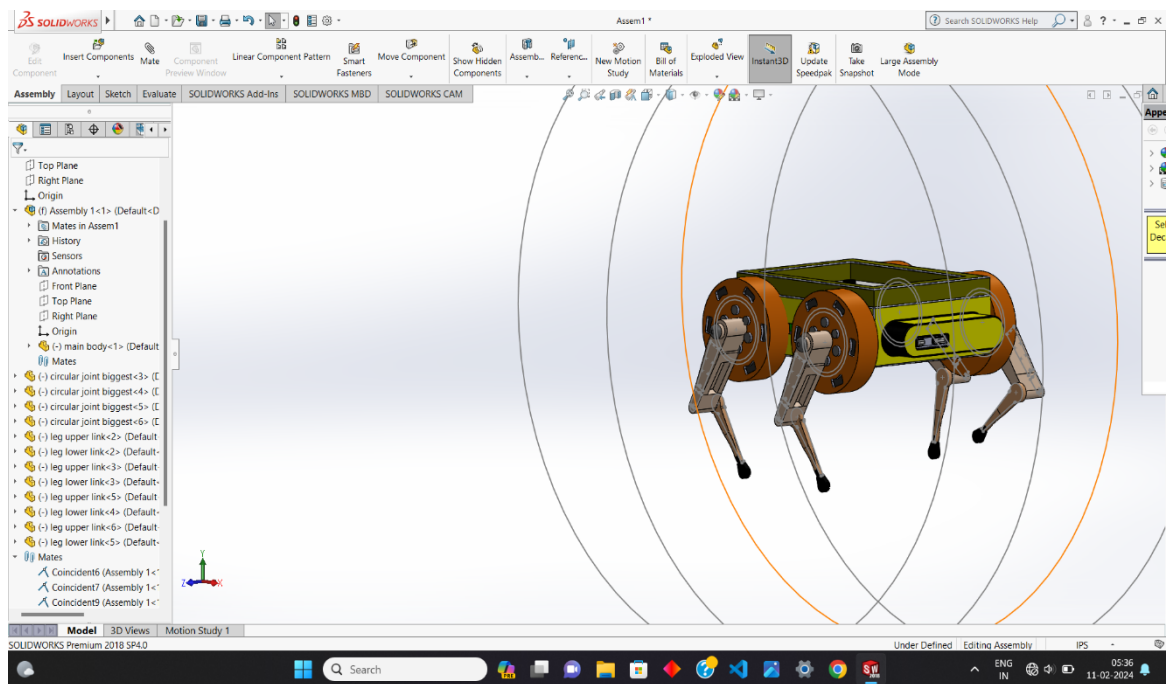 SOLIDWORKS
Assem1 *
Search SOLIDWORKS Help
Edit Component
Insert Components
Mate
Component Preview Window
Linear Component Pattern
Smart Fasteners
Move Component
Show Hidden Components
Assemb...
Referenc...
New Motion Study
Bill of Materials
Exploded View
Instant3D
Update Speedpak
Take Snapshot
Large Assembly Mode
Assembly Layout Sketch Evaluate SOLIDWORKS Add-Ins SOLIDWORKS MBD SOLIDWORKS CAM
Appe
Top Plane
Right Plane
Origin
(f) Assembly 1<1> (Default<D
Mates in Assem1
History
Sensors
Annotations
Front Plane
Top Plane
Right Plane
Origin
(-) main body<1> (Default
Mates
(-) circular joint biggest<3> (D
(-) circular joint biggest<4> (D
(-) circular joint biggest<5> (D
(-) circular joint biggest<6> (D
(-) leg upper link<2> (Default
(-) leg lower link<2> (Default-
(-) leg upper link<3> (Default
(-) leg lower link<3> (Default-
(-) leg upper link<5> (Default
(-) leg lower link<4> (Default-
(-) leg upper link<6> (Default
(-) leg lower link<5> (Default-
Mates
Coincident6 (Assembly 1<
Coincident7 (Assembly 1<
Coincident9 (Assembly 1<
Sel
Dec
Y
Z
X
Model 3D Views Motion Study 1
SOLIDWORKS Premium 2018 SP4.0
Under Defined Editing Assembly IPS -
Search
PRE
ENG
IN
05:36
11-02-2024